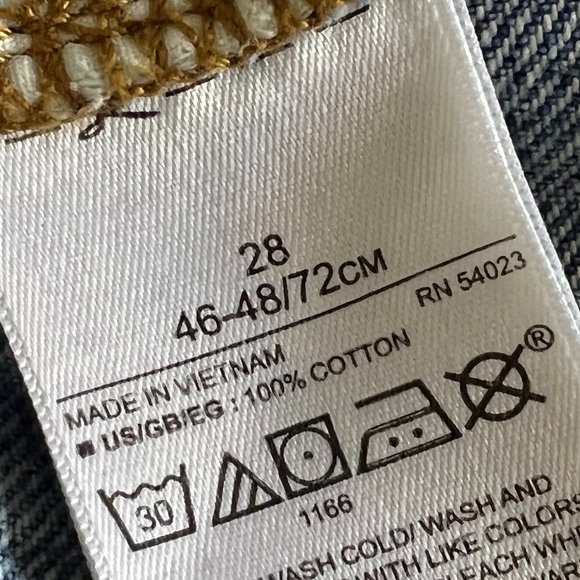 28
46-48/72CM
RN 54023
MADE IN VIETNAM
■ US/GB/EG : 100% COTTON
30
®
1166
WASH COLD/ WASH AND
WITH LIKE COLORS